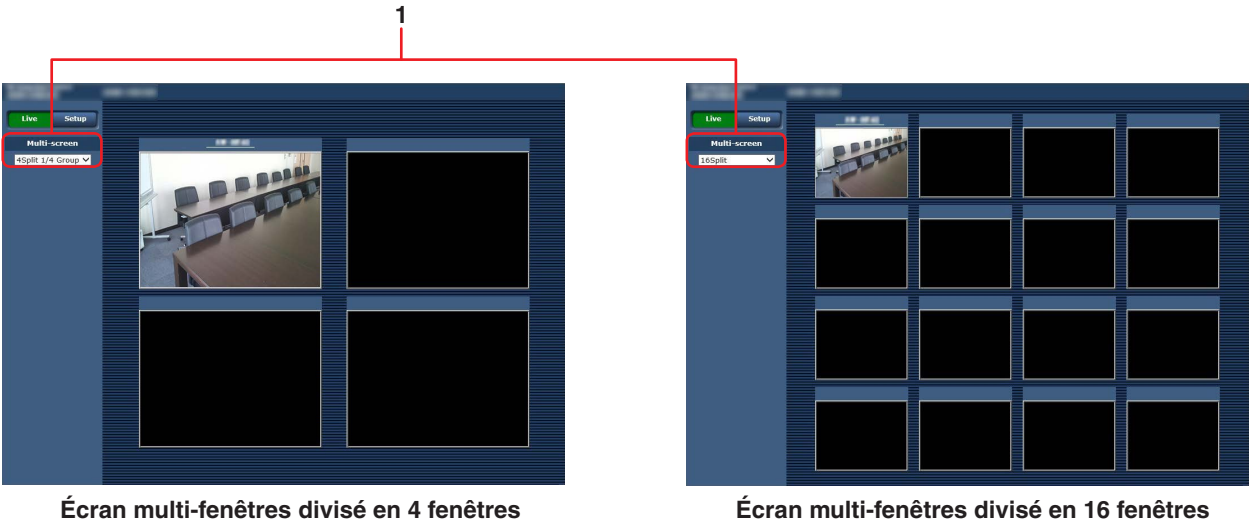 1
Live Setup
Multi-screen
4Split 1/4 Group
Live Setup
Multi-screen
16Split
Écran multi-fenêtres divisé en 4 fenêtres
Écran multi-fenêtres divisé en 16 fenêtres